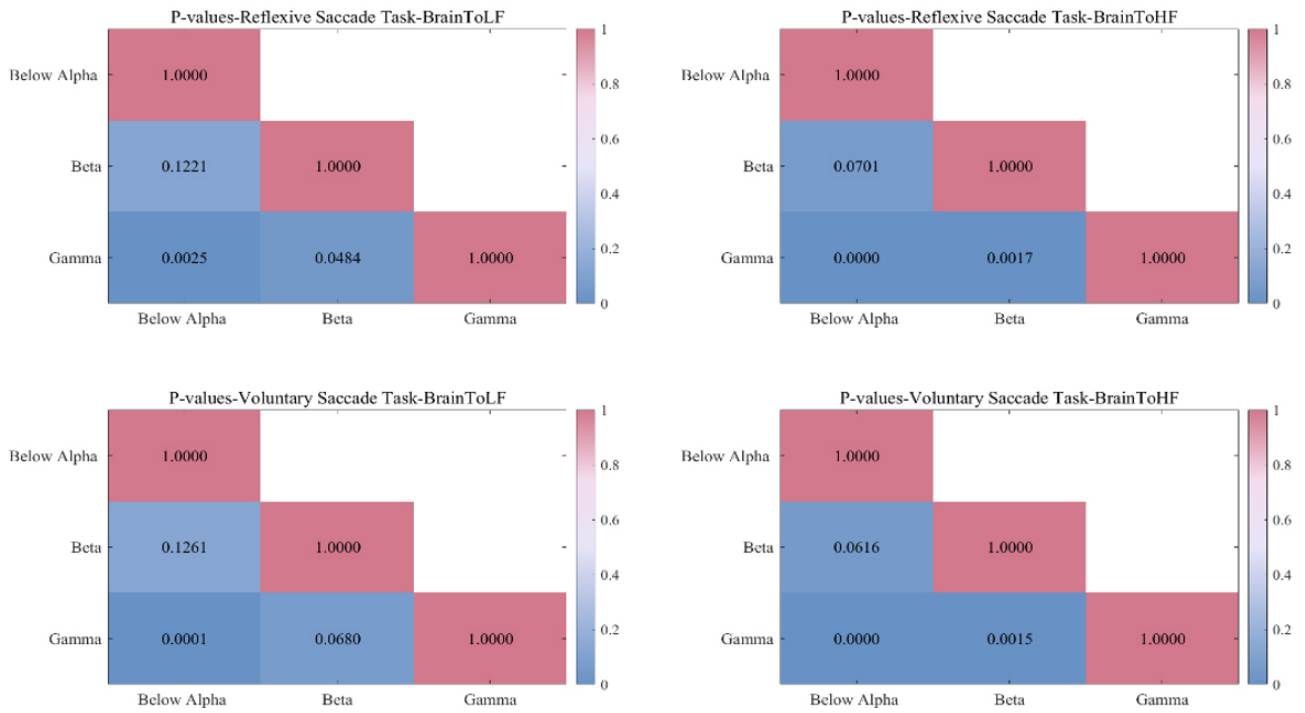 P-values-Reflexive Saccade Task-BrainToLF
Below Alpha
1.0000
Beta
0.1221
1.0000
Gamma
0.0025
0.0484
1.0000
Below Alpha
Beta
Gamma
1
0.8
0.6
0.4
0.2
0
P-values-Reflexive Saccade Task-BrainToHF
Below Alpha
1.0000
Beta
0.0701
1.0000
Gamma
0.0000
0.0017
1.0000
Below Alpha
Beta
Gamma
1
0.8
0.6
0.4
0.2
0
P-values-Voluntary Saccade Task-BrainToLF
Below Alpha
1.0000
Beta
0.1261
1.0000
Gamma
0.0001
0.0680
1.0000
Below Alpha
Beta
Gamma
1
0.8
0.6
0.4
0.2
0
P-values-Voluntary Saccade Task-BrainToHF
Below Alpha
1.0000
Beta
0.0616
1.0000
Gamma
0.0000
0.0015
1.0000
Below Alpha
Beta
Gamma
1
0.8
0.6
0.4
0.2
0